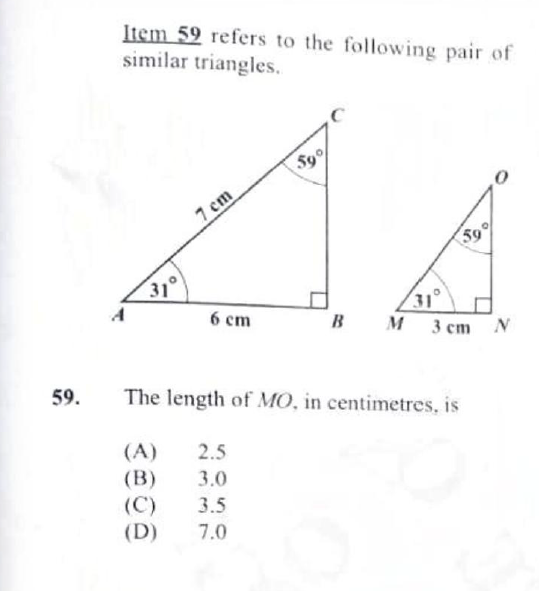 Item 59 refers to the following pair of
similar triangles.
C
59°
7 cm
31°
A
6 cm
B
O
59°
31°
M
3 cm
N
59. The length of MO, in centimetres, is
(A) 2.5
(B) 3.0
(C) 3.5
(D) 7.0